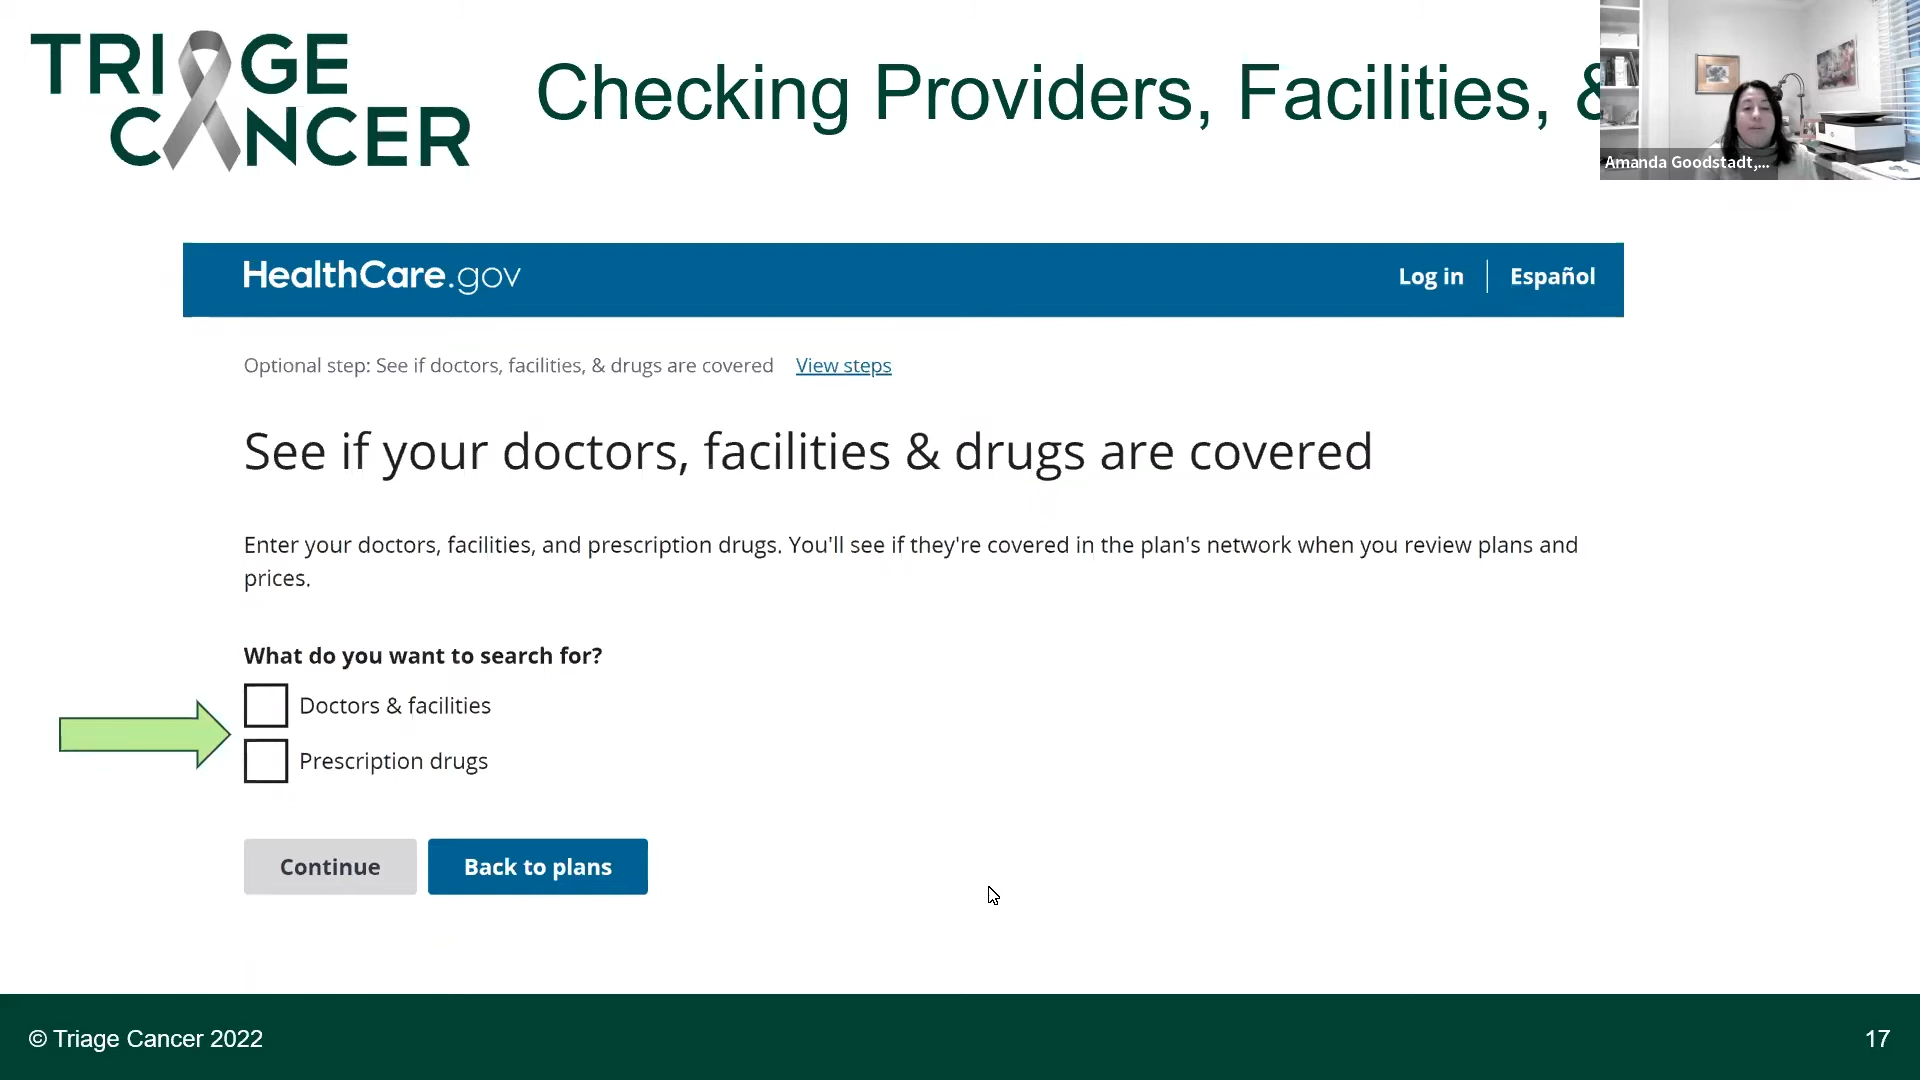 TRIAGE
CANCER
Checking Providers, Facilities, &
Amanda Goodstadt,...
HealthCare.gov
Log in
Español
Optional step: See if doctors, facilities, & drugs are covered View steps
See if your doctors, facilities & drugs are covered
Enter your doctors, facilities, and prescription drugs. You'll see if they're covered in the plan's network when you review plans and
prices.
What do you want to search for?
Doctors & facilities
Prescription drugs
Continue
Back to plans
© Triage Cancer 2022
17